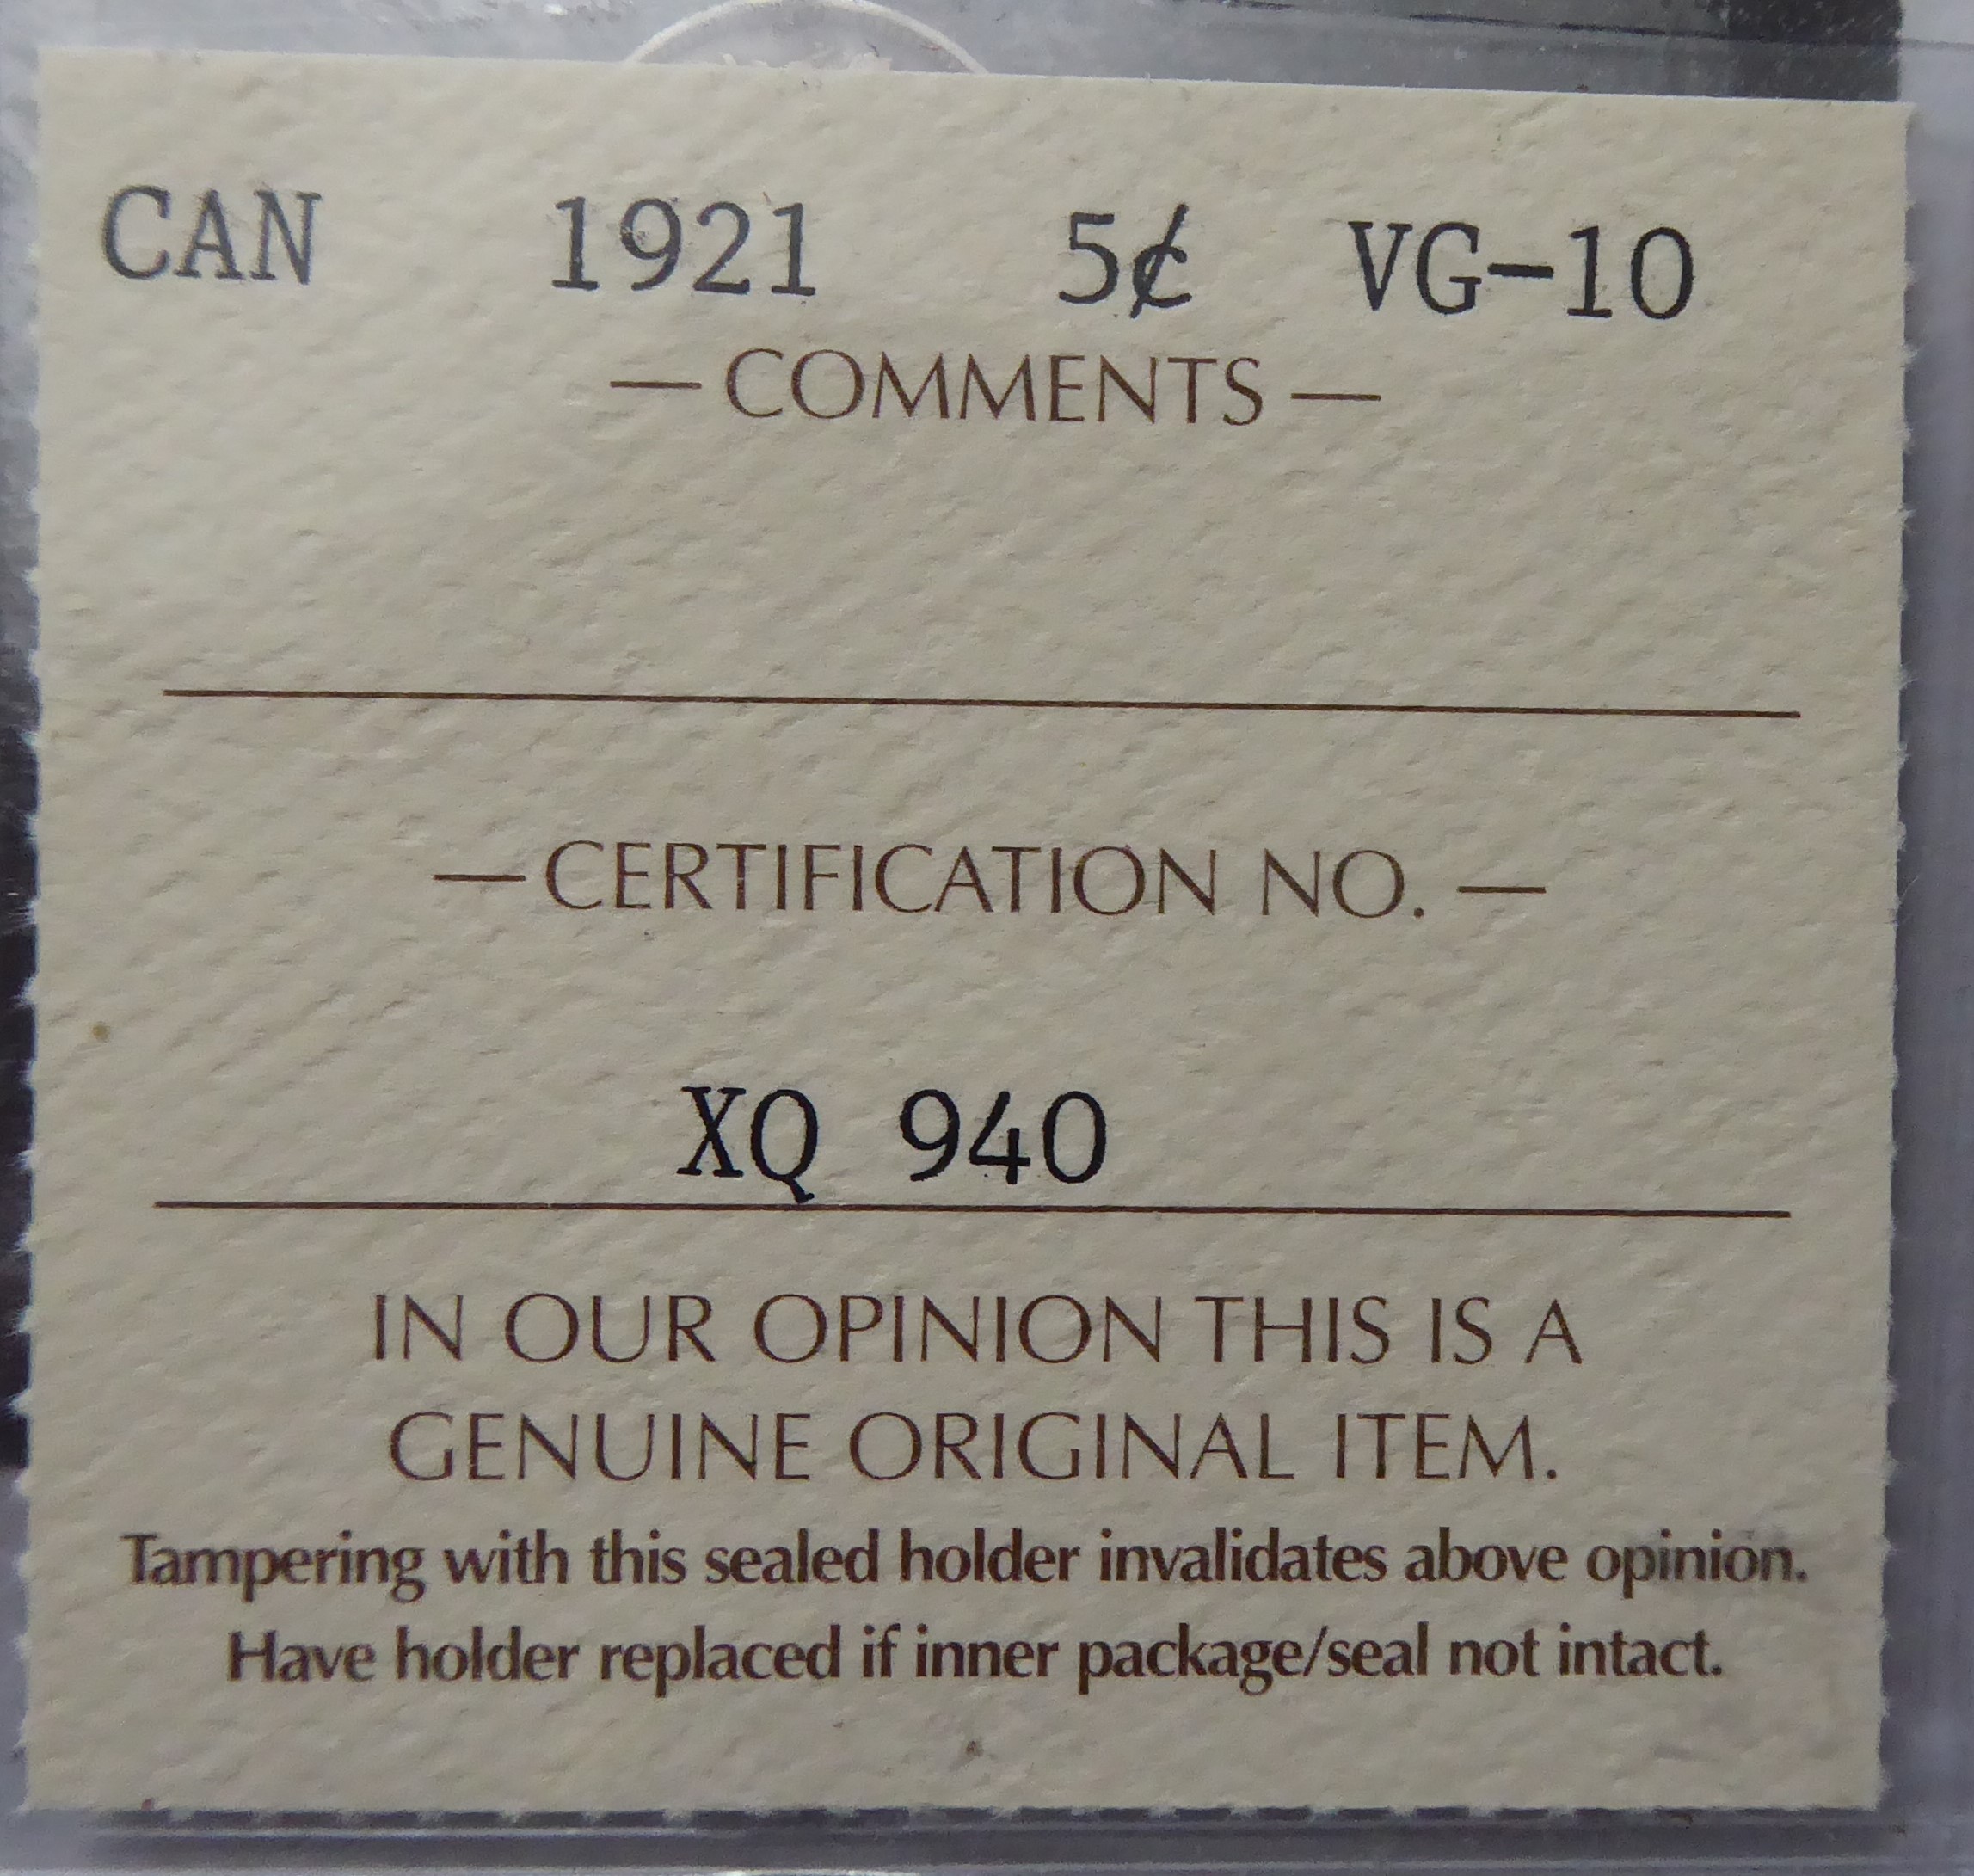 CAN 1921 5¢ VG-10
— COMMENTS —
— CERTIFICATION NO. —
XQ 940
IN OUR OPINION THIS IS A
GENUINE ORIGINAL ITEM.
Tampering with this sealed holder invalidates above opinion.
Have holder replaced if inner package/seal not intact.